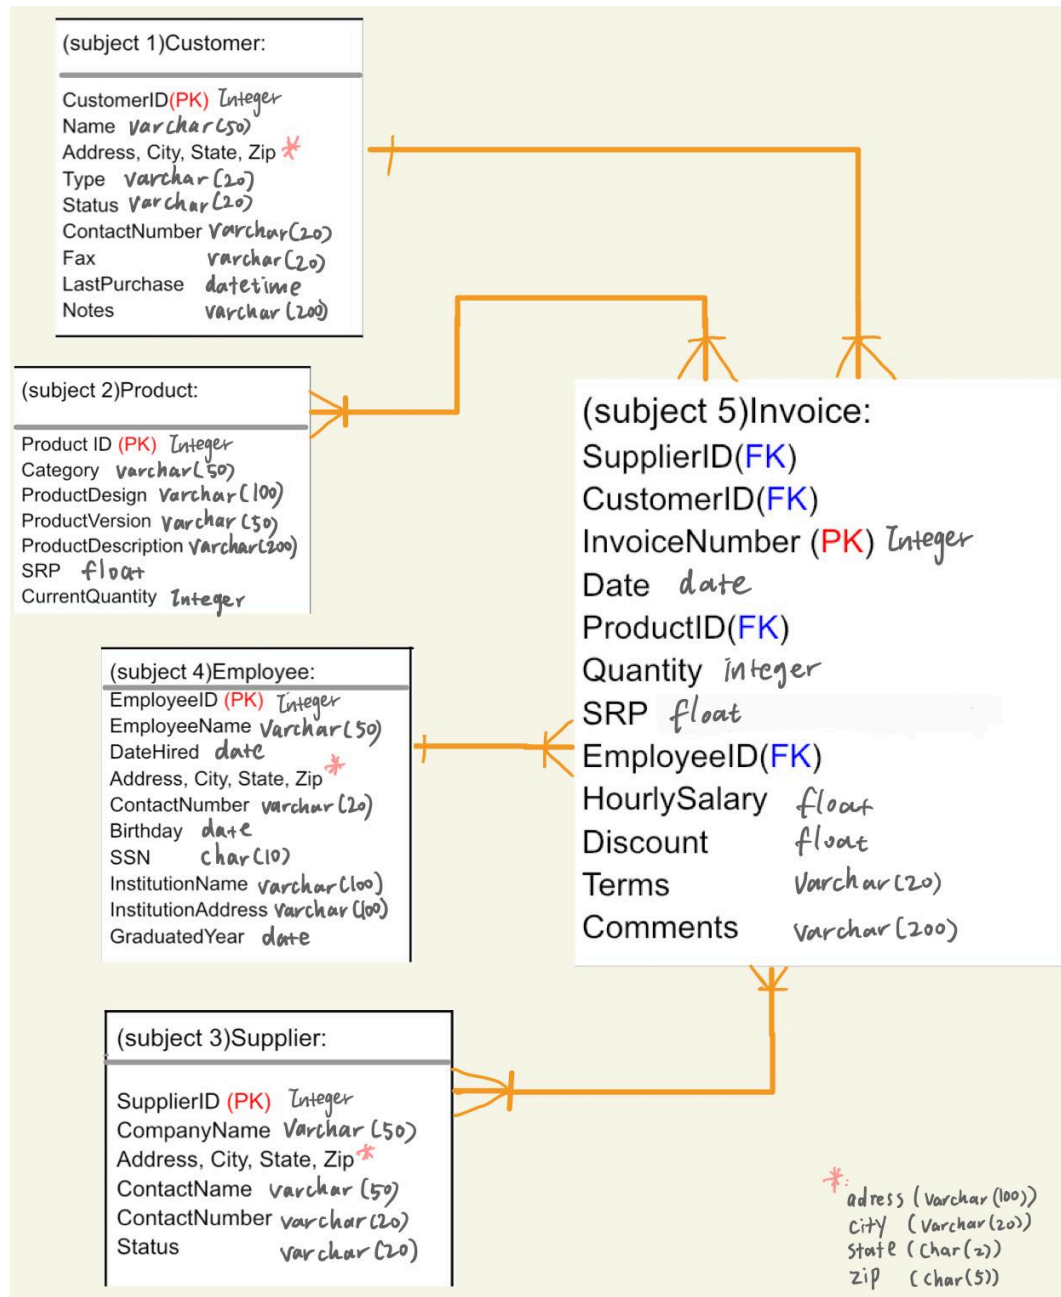 (subject 1)Customer:
CustomerID(PK) Integer
Name varchar(50)
Address, City, State, Zip *
Type varchar(20)
Status varchar(20)
ContactNumber varchar(20)
Fax varchar(20)
LastPurchase datetime
Notes varchar(200)
(subject 2)Product:
Product ID (PK) Integer
Category varchar(50)
ProductDesign varchar(100)
ProductVersion varchar(50)
ProductDescription varchar(200)
SRP float
CurrentQuantity Integer
(subject 4)Employee:
EmployeeID (PK) Integer
EmployeeName varchar(50)
DateHired date
Address, City, State, Zip *
ContactNumber varchar(20)
Birthday date
SSN char(10)
InstitutionName varchar(100)
InstitutionAddress varchar(100)
GraduatedYear date
(subject 3)Supplier:
SupplierID (PK) Integer
CompanyName varchar(50)
Address, City, State, Zip *
ContactName varchar(50)
ContactNumber varchar(20)
Status varchar(20)
(subject 5)Invoice:
SupplierID(FK)
CustomerID(FK)
InvoiceNumber (PK) Integer
Date date
ProductID(FK)
Quantity integer
SRP float
EmployeeID(FK)
HourlySalary float
Discount float
Terms varchar(20)
Comments varchar(200)
*:
adress (varchar(100))
city (varchar(20))
state (char(2))
zip (char(5))